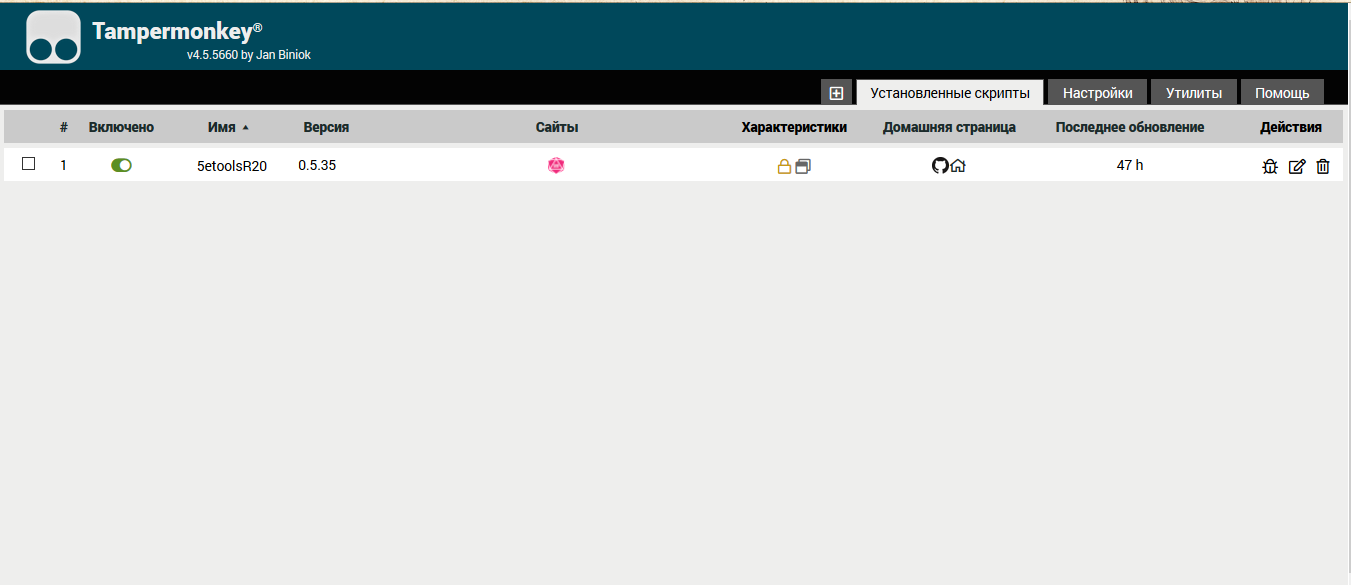 Tampermonkey®
v4.5.5660 by Jan Biniok
Установленные скрипты Настройки Утилиты Помощь
# Включено Имя Версия Сайты Характеристики Домашняя страница Последнее обновление Действия
1 5etoolsR20 0.5.35 47 h